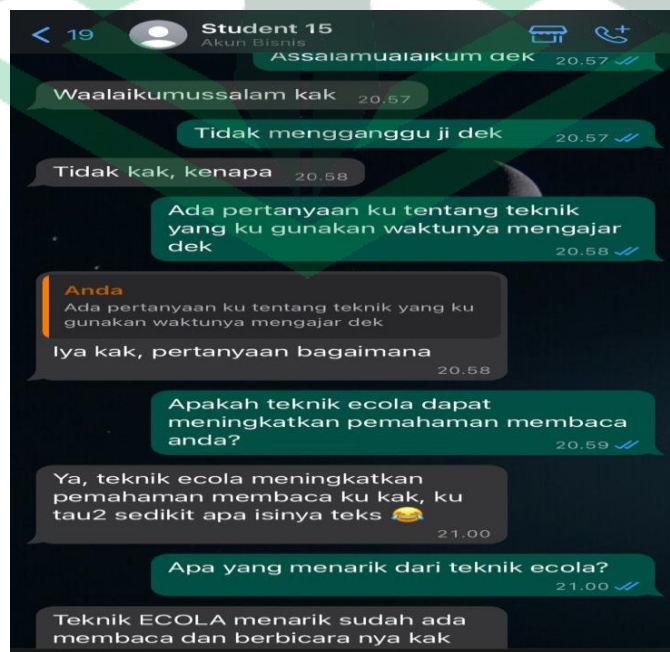 19
Student 15
Akun Bisnis
Assalamualaikum dek 20.57
Waalaikumussalam kak 20.57
Tidak mengganggu ji dek 20.57
Tidak kak, kenapa 20.58
Ada pertanyaan ku tentang teknik
yang ku gunakan waktunya mengajar
dek 20.58
Anda
Ada pertanyaan ku tentang teknik yang ku
gunakan waktunya mengajar dek
Iya kak, pertanyaan bagaimana
20.58
Apakah teknik ecola dapat
meningkatkan pemahaman membaca
anda? 20.59
Ya, teknik ecola meningkatkan
pemahaman membaca ku kak, ku
tau2 sedikit apa isinya teks 😂
21.00
Apa yang menarik dari teknik ecola?
21.00
Teknik ECOLA menarik sudah ada
membaca dan berbicara nya kak